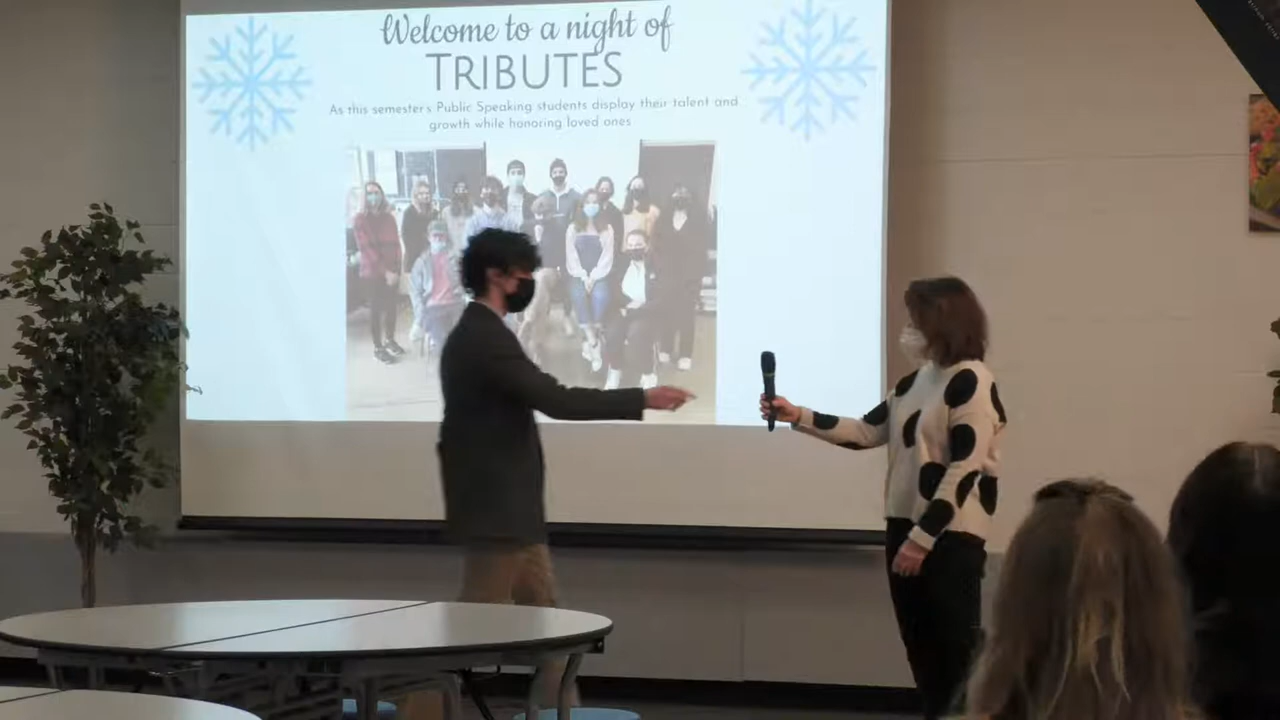 Welcome to a night of
TRIBUTES
As this semester's Public Speaking students display their talent and
growth while honoring loved ones